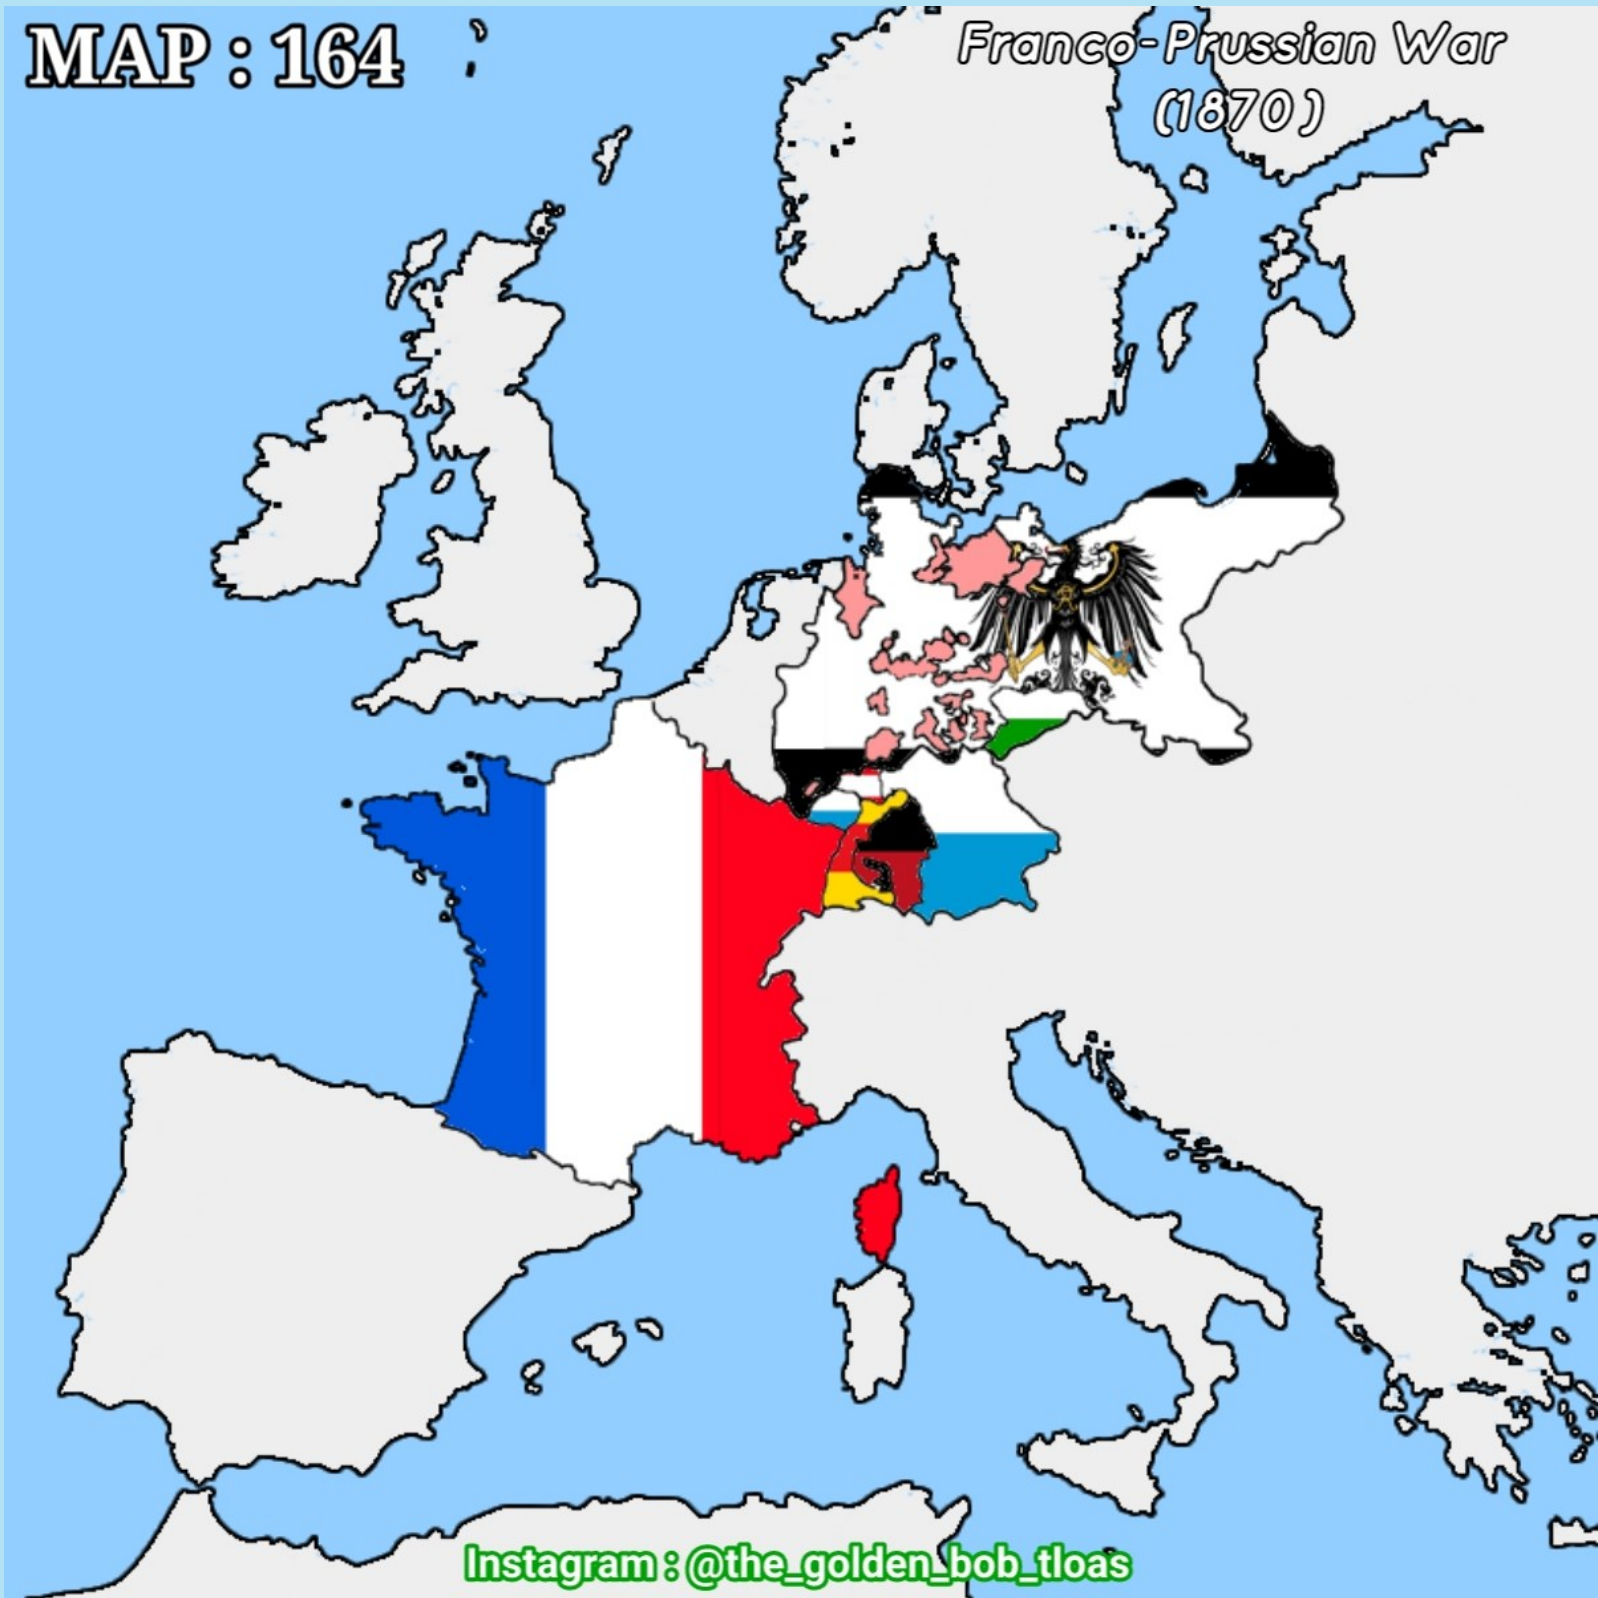 MAP : 164
Franco-Prussian War
(1870)
Instagram : @the_golden_bob_tloas